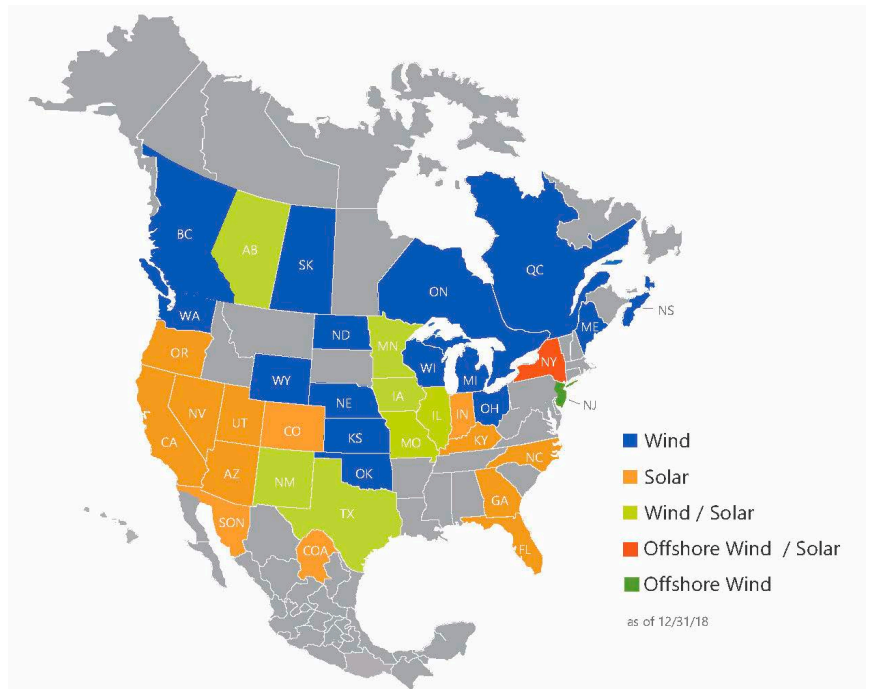 BC
AB
SK
ON
QC
NS
WA
ND
MN
ME
OR
WI
MI
NY
WY
IA
NJ
NE
IL
IN
OH
NV
UT
CO
KS
MO
KY
CA
NC
AZ
NM
OK
TX
GA
SON
COA
FL
Wind
Solar
Wind / Solar
Offshore Wind / Solar
Offshore Wind
as of 12/31/18